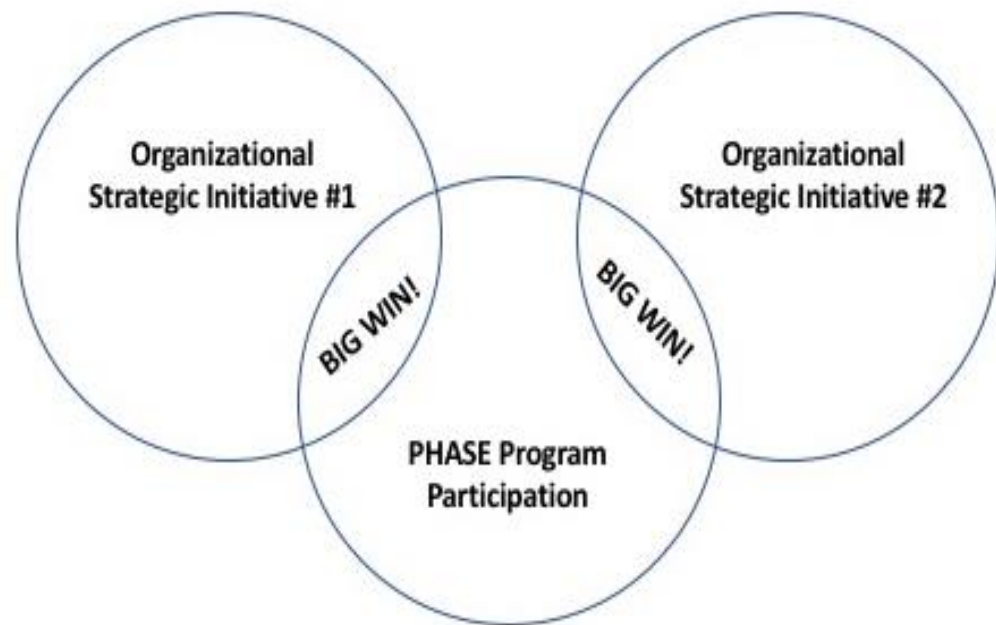 Organizational
Strategic Initiative #1
Organizational
Strategic Initiative #2
BIG WIN!
BIG WIN!
PHASE Program
Participation